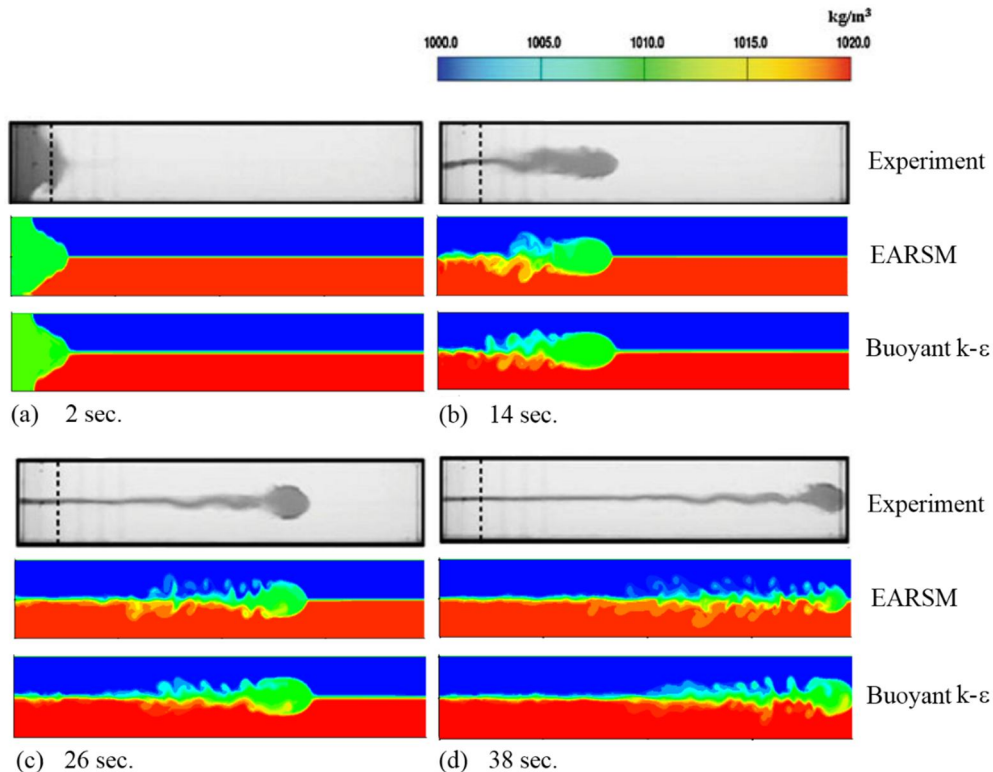 kg/m³
1000.0 1005.0 1010.0 1015.0 1020.0
Experiment
EARSM
Buoyant k-ε
(a) 2 sec. (b) 14 sec.
Experiment
EARSM
Buoyant k-ε
(c) 26 sec. (d) 38 sec.